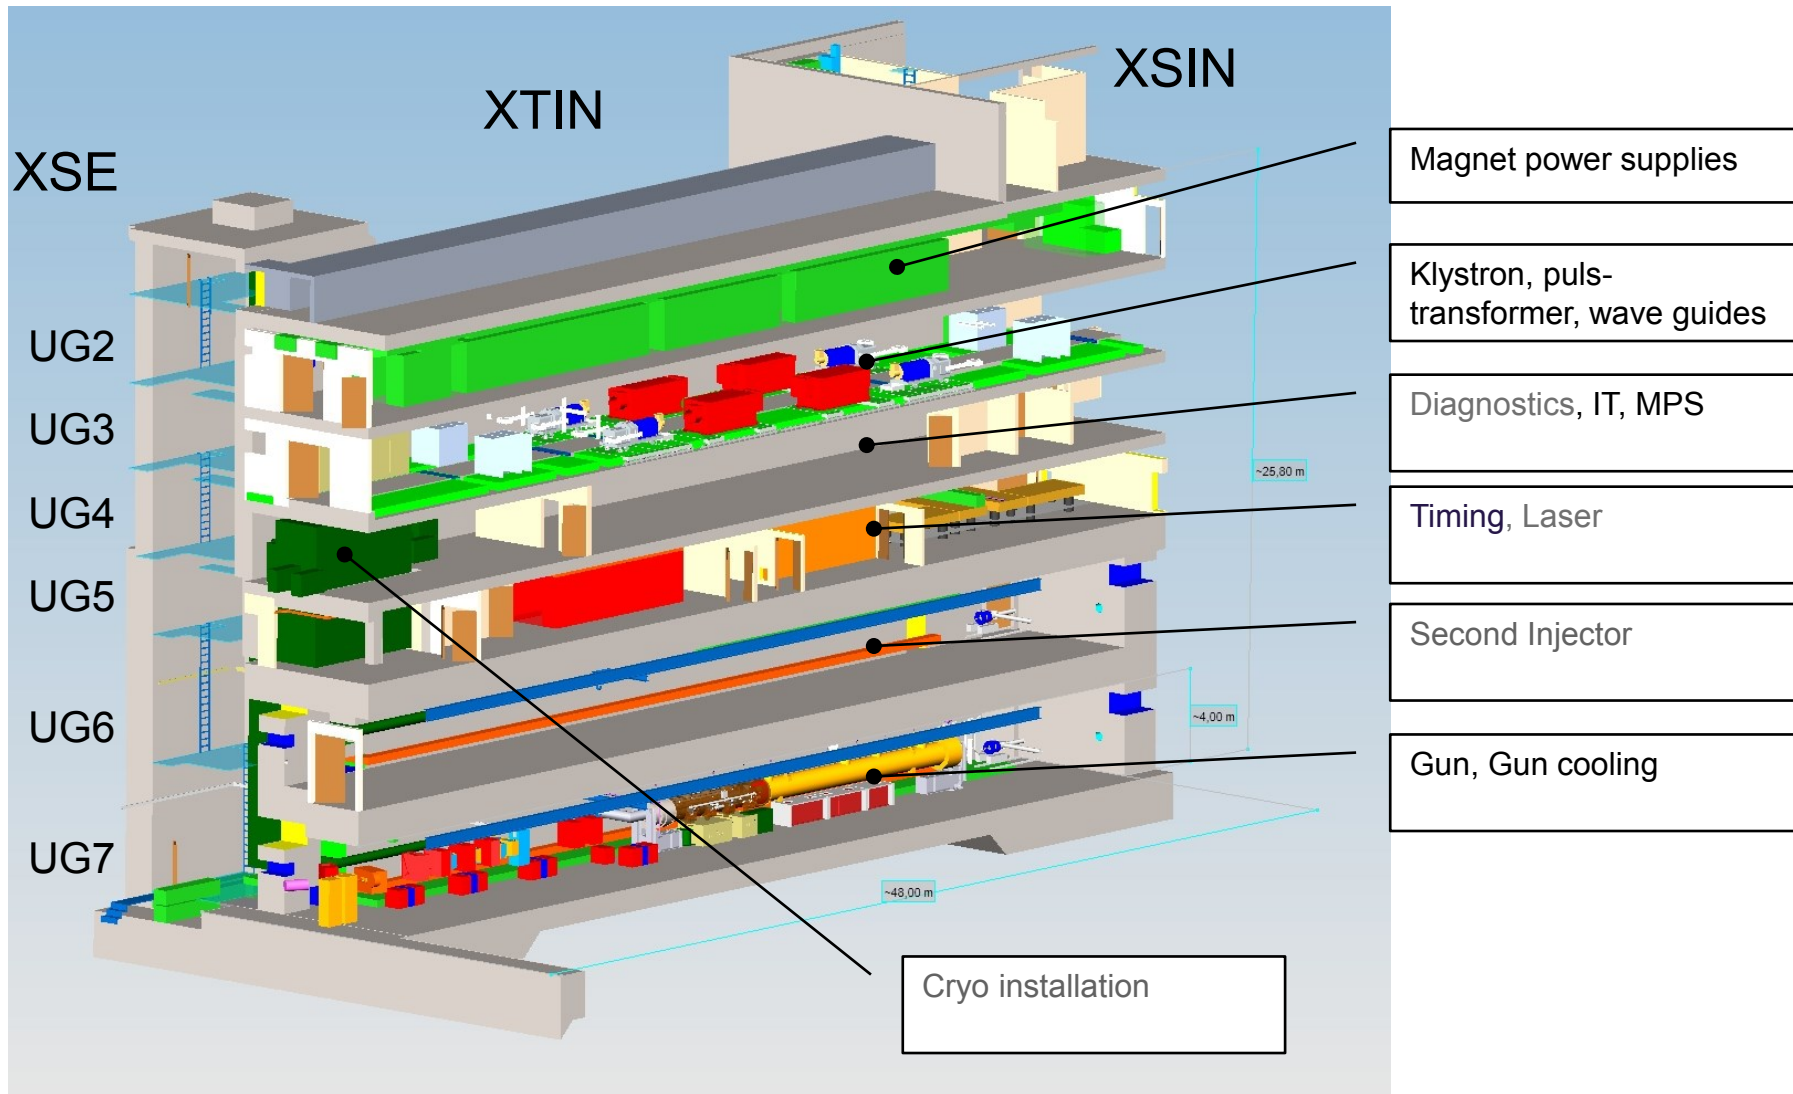 XSIN
XTIN
XSE
Magnet power supplies
Klystron, puls-
transformer, wave guides
UG2
Diagnostics, IT, MPS
UG3
~25,80 m
UG4
Timing, Laser
UG5
Second Injector
UG6
~4,00 m
Gun, Gun cooling
UG7
~48,00 m
Cryo installation